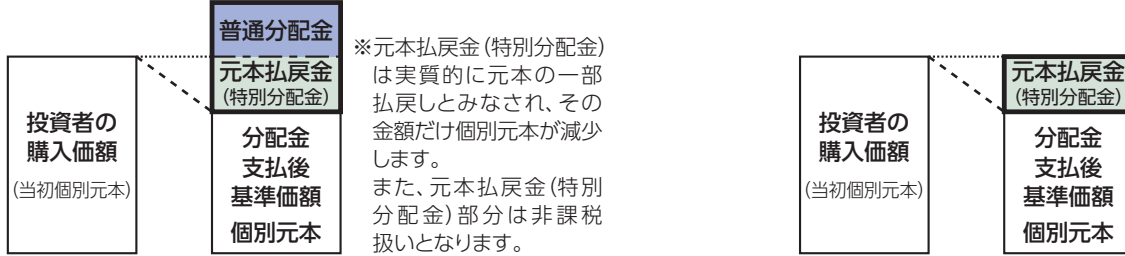 普通分配金
元本払戻金
(特別分配金)
投資者の
購入価額
(当初個別元本)
分配金
支払後
基準価額
個別元本
※元本払戻金(特別分配金)
は実質的に元本の一部
払戻しとみなされ、その
金額だけ個別元本が減少
します。
また、元本払戻金(特別
分配金)部分は非課税
扱いとなります。
投資者の
購入価額
(当初個別元本)
元本払戻金
(特別分配金)
分配金
支払後
基準価額
個別元本